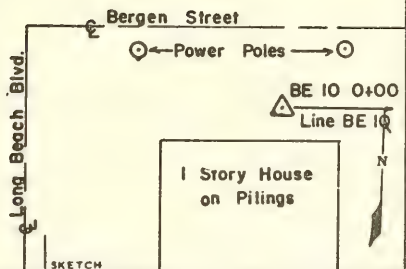 Bergen Street
℄
Power Poles
Long Beach Blvd.
℄
BE 10 0+00
Line BE 10
N
1 Story House
on Pilings
SKETCH